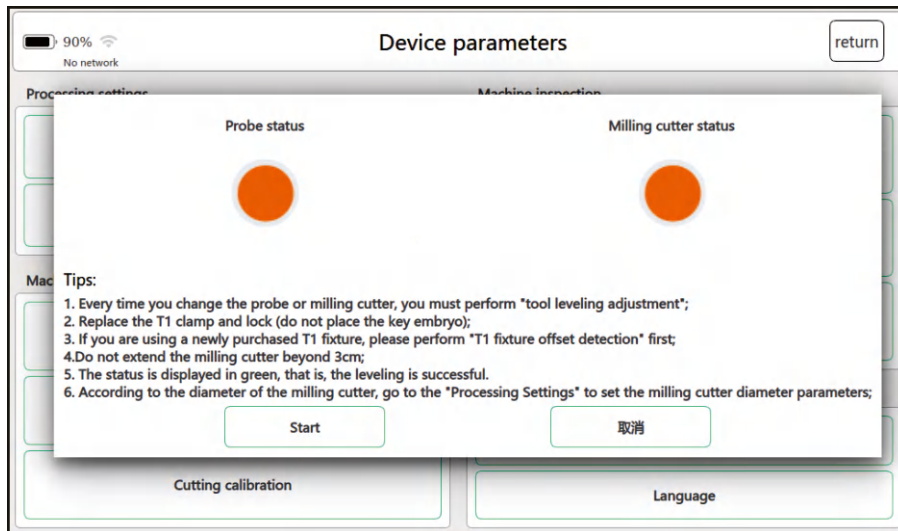 90%
No network
Device parameters
return
Probe status
Milling cutter status
Tips:
1. Every time you change the probe or milling cutter, you must perform "tool leveling adjustment";
2. Replace the T1 clamp and lock (do not place the key embryo);
3. If you are using a newly purchased T1 fixture, please perform "T1 fixture offset detection" first;
4.Do not extend the milling cutter beyond 3cm;
5. The status is displayed in green, that is, the leveling is successful.
6. According to the diameter of the milling cutter, go to the "Processing Settings" to set the milling cutter diameter parameters;
Start
取消
Cutting calibration
Language